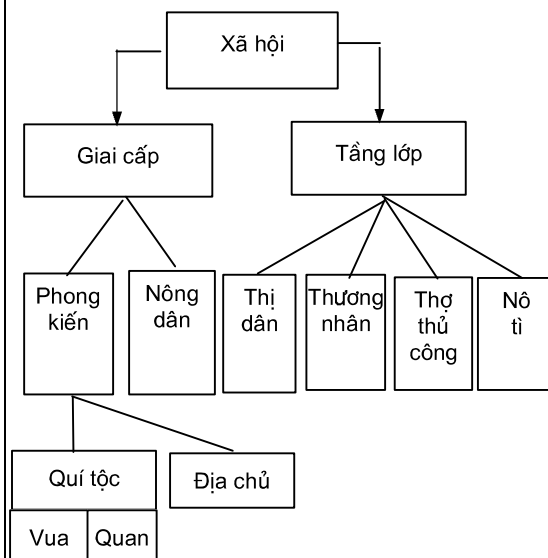 Xã hội
Giai cấp
Tầng lớp
Phong
kiến
Nông
dân
Thị
dân
Thương
nhân
Thợ
thủ
công
Nô
tì
Quí tộc
Địa chủ
Vua
Quan